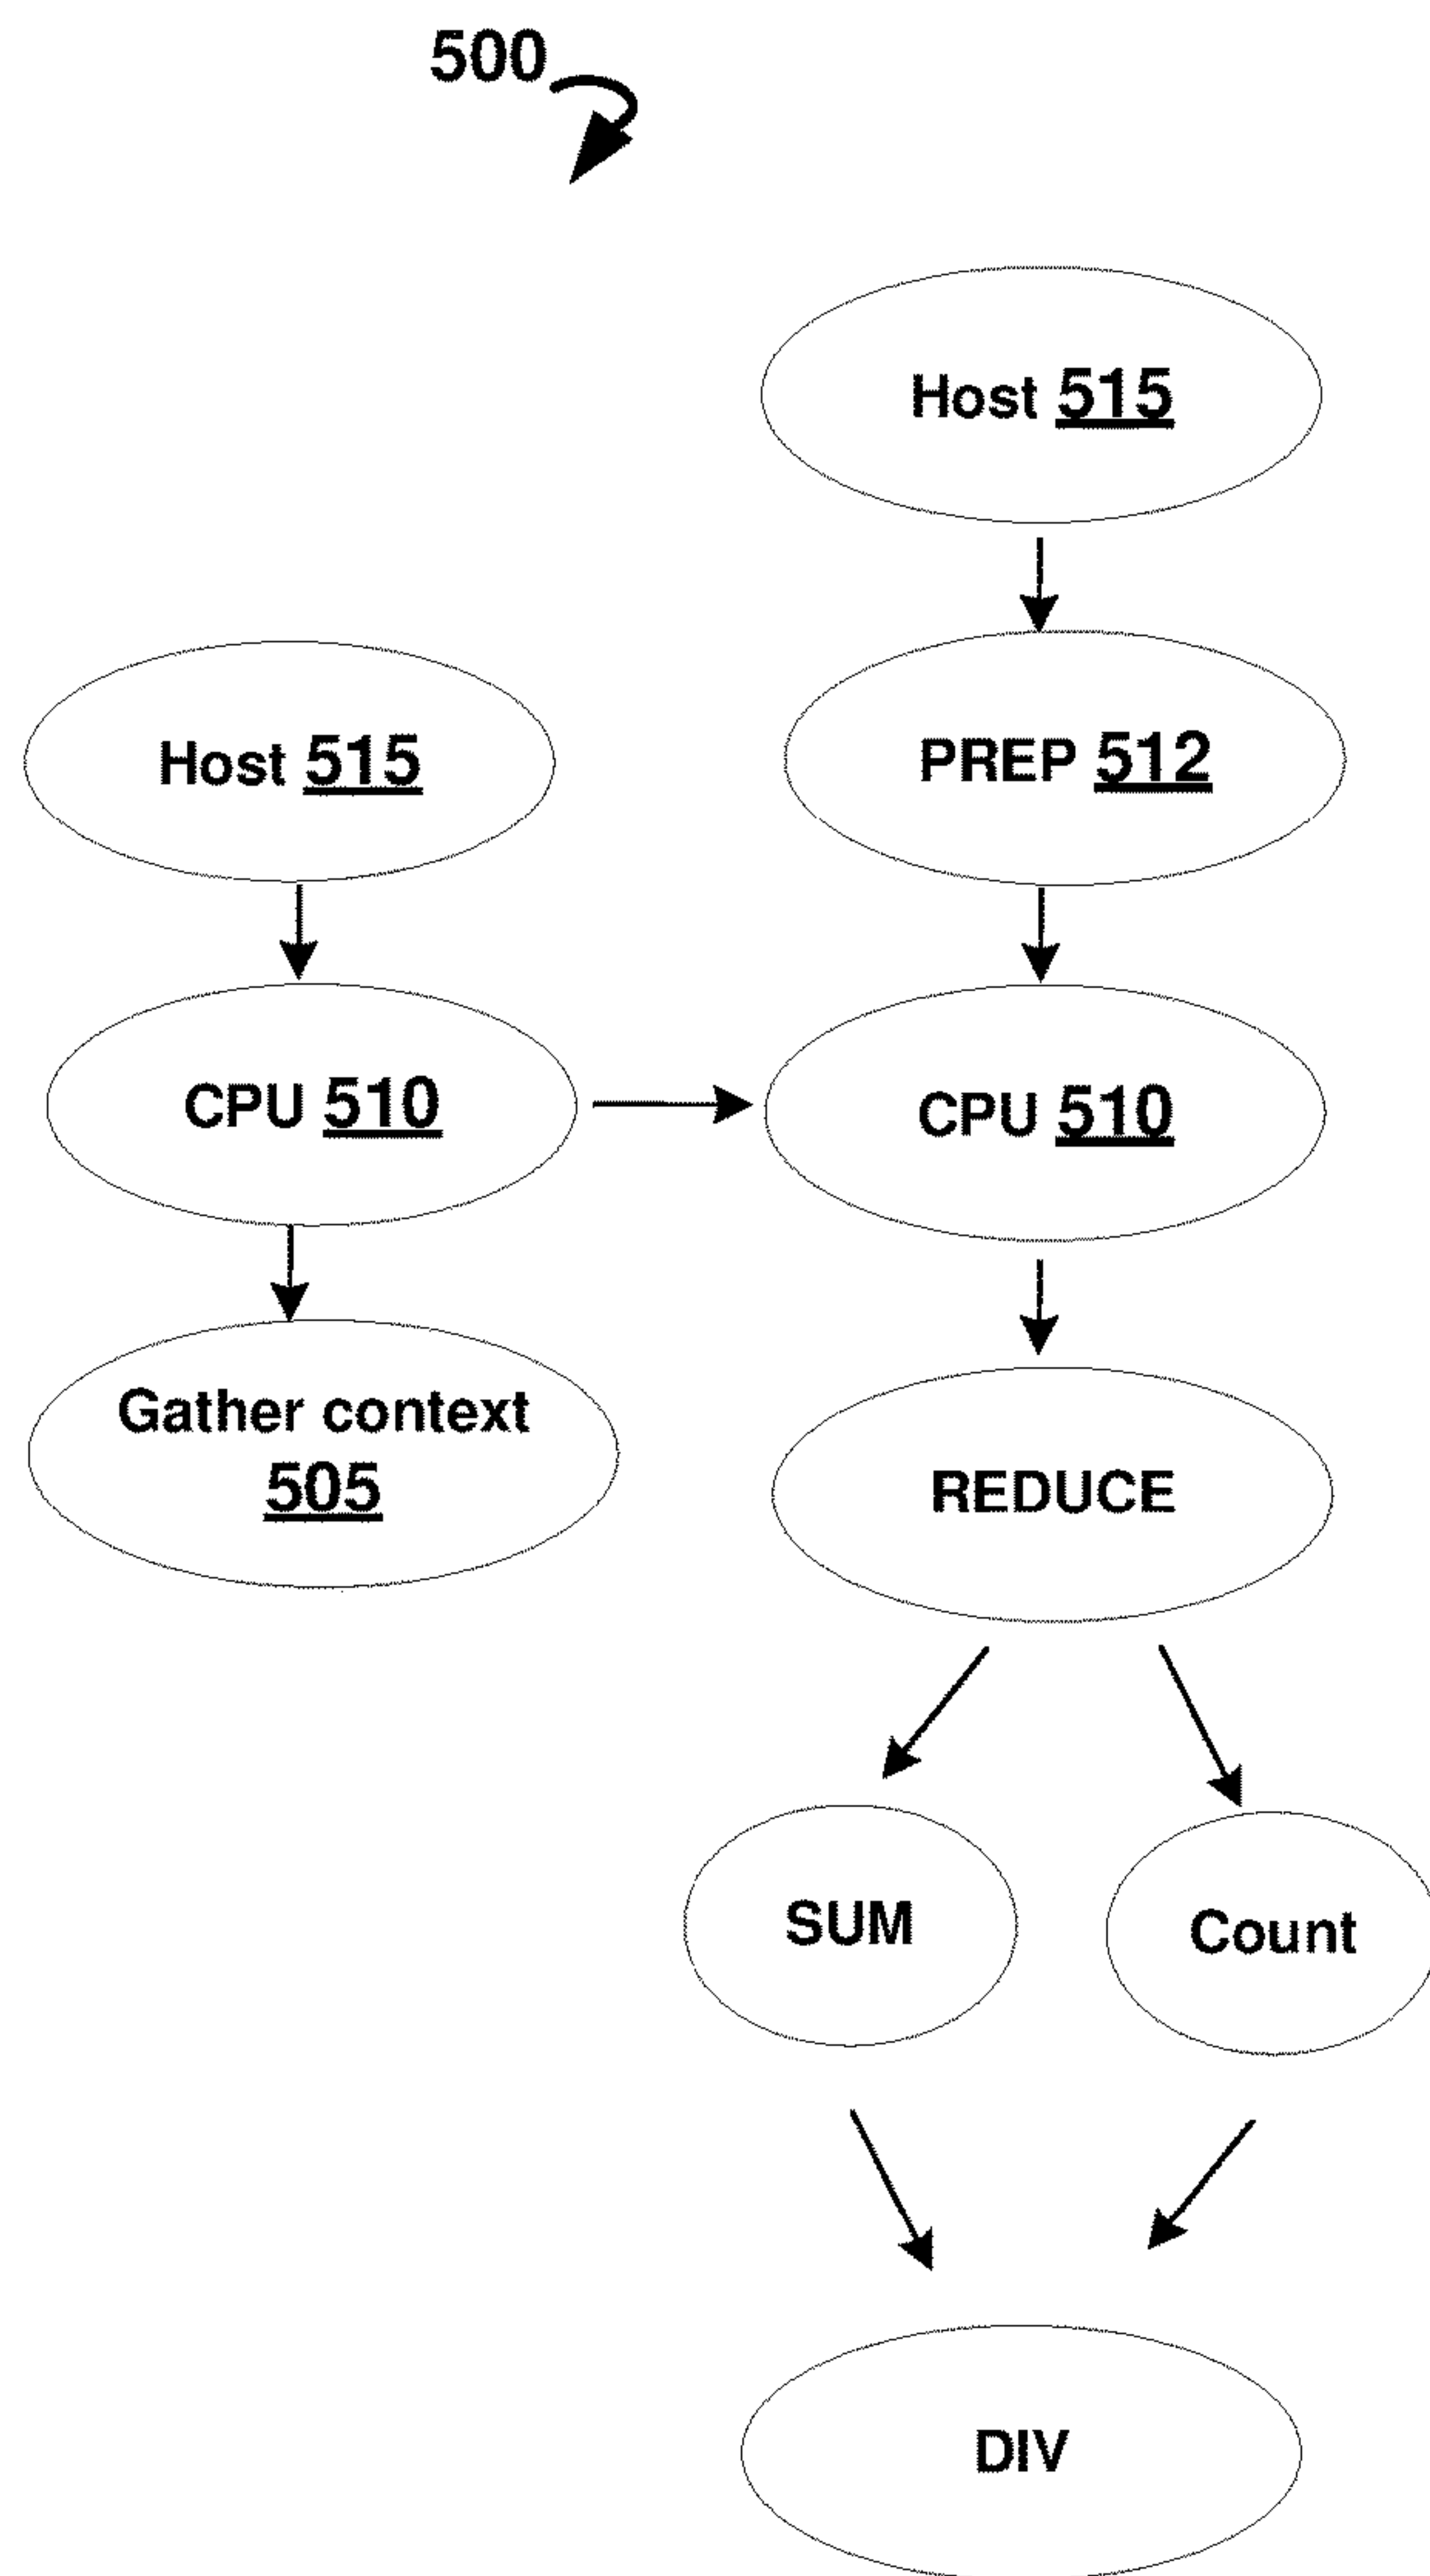 500
Host 515
Host 515
PREP 512
CPU 510
CPU 510
Gather context
505
REDUCE
SUM
Count
DIV